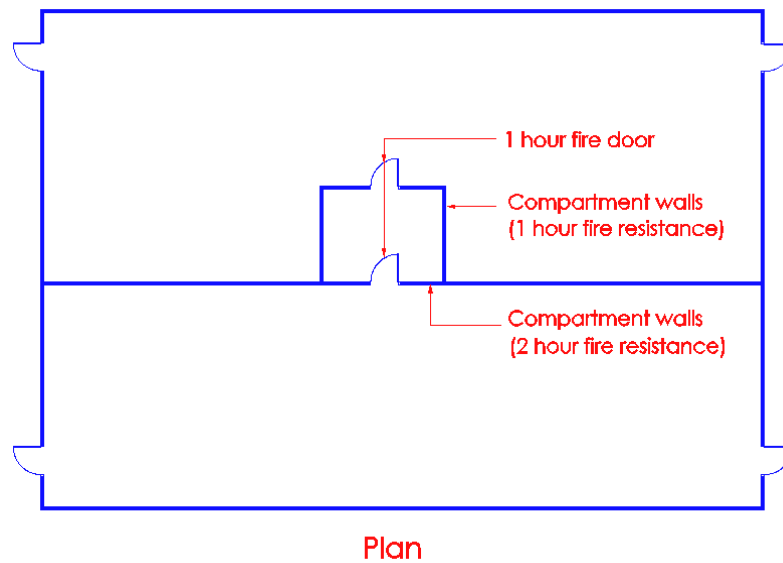 1 hour fire door
Compartment walls
(1 hour fire resistance)
Compartment walls
(2 hour fire resistance)
Plan